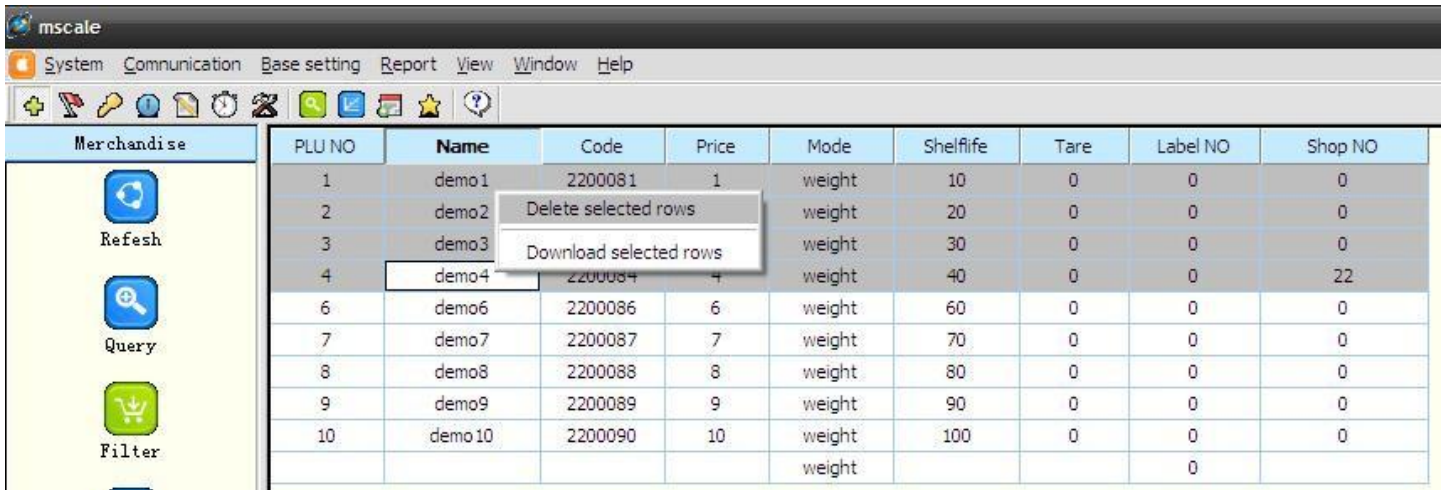 mscale
System Comnunication Base setting Report View Window Help
Merchandise PLU NO Name Code Price Mode Shelflife Tare Label NO Shop NO
1 demo1 2200081 1 weight 10 0 0 0
2 demo2 weight 20 0 0 0
Delete selected rows
Refesh
3 demo3 weight 30 0 0 0
Download selected rows
4 demo4 2200084 4 weight 40 0 0 22
6 demo6 2200086 6 weight 60 0 0 0
Query
7 demo7 2200087 7 weight 70 0 0 0
8 demo8 2200088 8 weight 80 0 0 0
9 demo9 2200089 9 weight 90 0 0 0
10 demo10 2200090 10 weight 100 0 0 0
Filter
weight 0